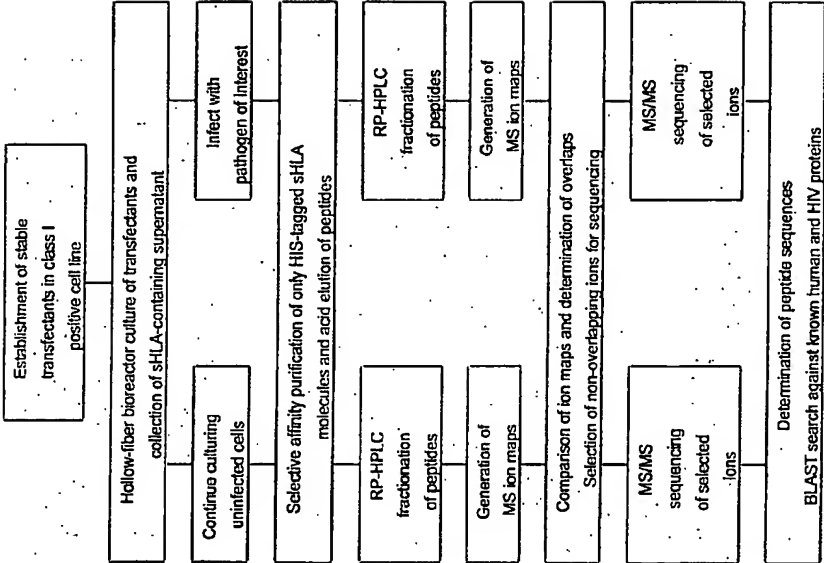 Establishment of stable
transfectants in class I
positive cell line
Hollow-fiber bioreactor culture of transfectants and
collection of sHLA-containing supernatant
Continue culturing
uninfected cells
Infect with
pathogen of interest
Selective affinity purification of only HIS-tagged sHLA
molecules and acid elution of peptides
RP-HPLC
fractionation
of peptides
RP-HPLC
fractionation
of peptides
Generation of
MS ion maps
Generation of
MS ion maps
Comparison of ion maps and determination of overlaps
Selection of non-overlapping ions for sequencing
MS/MS
sequencing
of selected
ions
MS/MS
sequencing
of selected
ions
Determination of peptide sequences
BLAST search against known human and HIV proteins